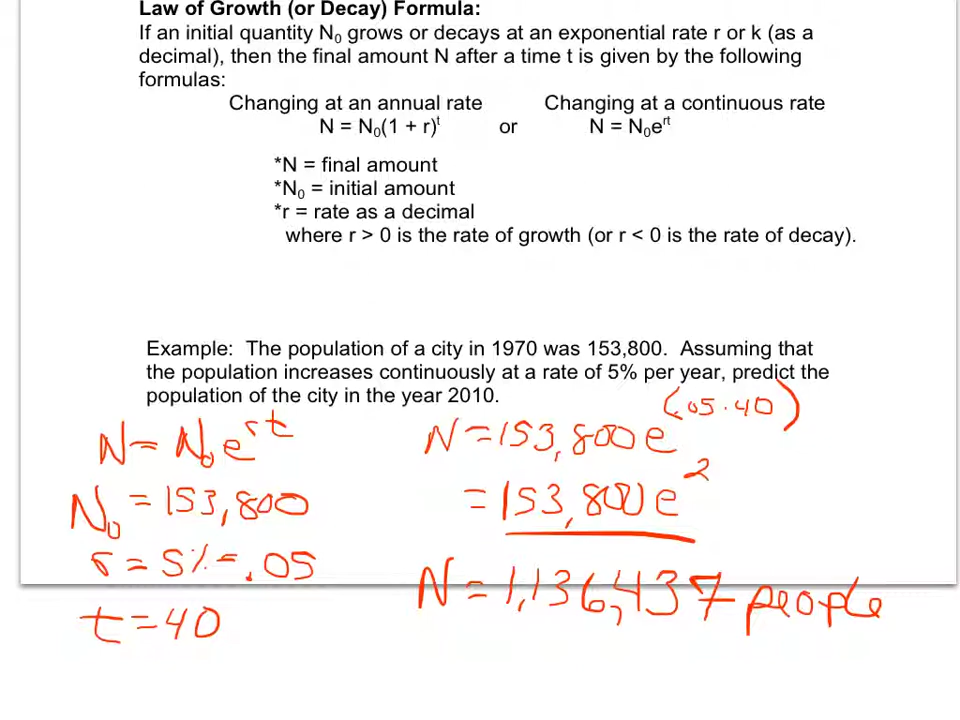 Law of Growth (or Decay) Formula:
If an initial quantity N₀ grows or decays at an exponential rate r or k (as a
decimal), then the final amount N after a time t is given by the following
formulas:
Changing at an annual rate Changing at a continuous rate
N = N₀(1 + r)ᵗ or N = N₀eʳᵗ
*N = final amount
*N₀ = initial amount
*r = rate as a decimal
where r > 0 is the rate of growth (or r < 0 is the rate of decay).
Example: The population of a city in 1970 was 153,800. Assuming that
the population increases continuously at a rate of 5% per year, predict the
population of the city in the year 2010.
N = N₀eʳᵗ
N₀ = 153,800
r = 5% = .05
t = 40
N = 153,800e^(.05·40)
= 153,800e²
N = 1,136,437 people